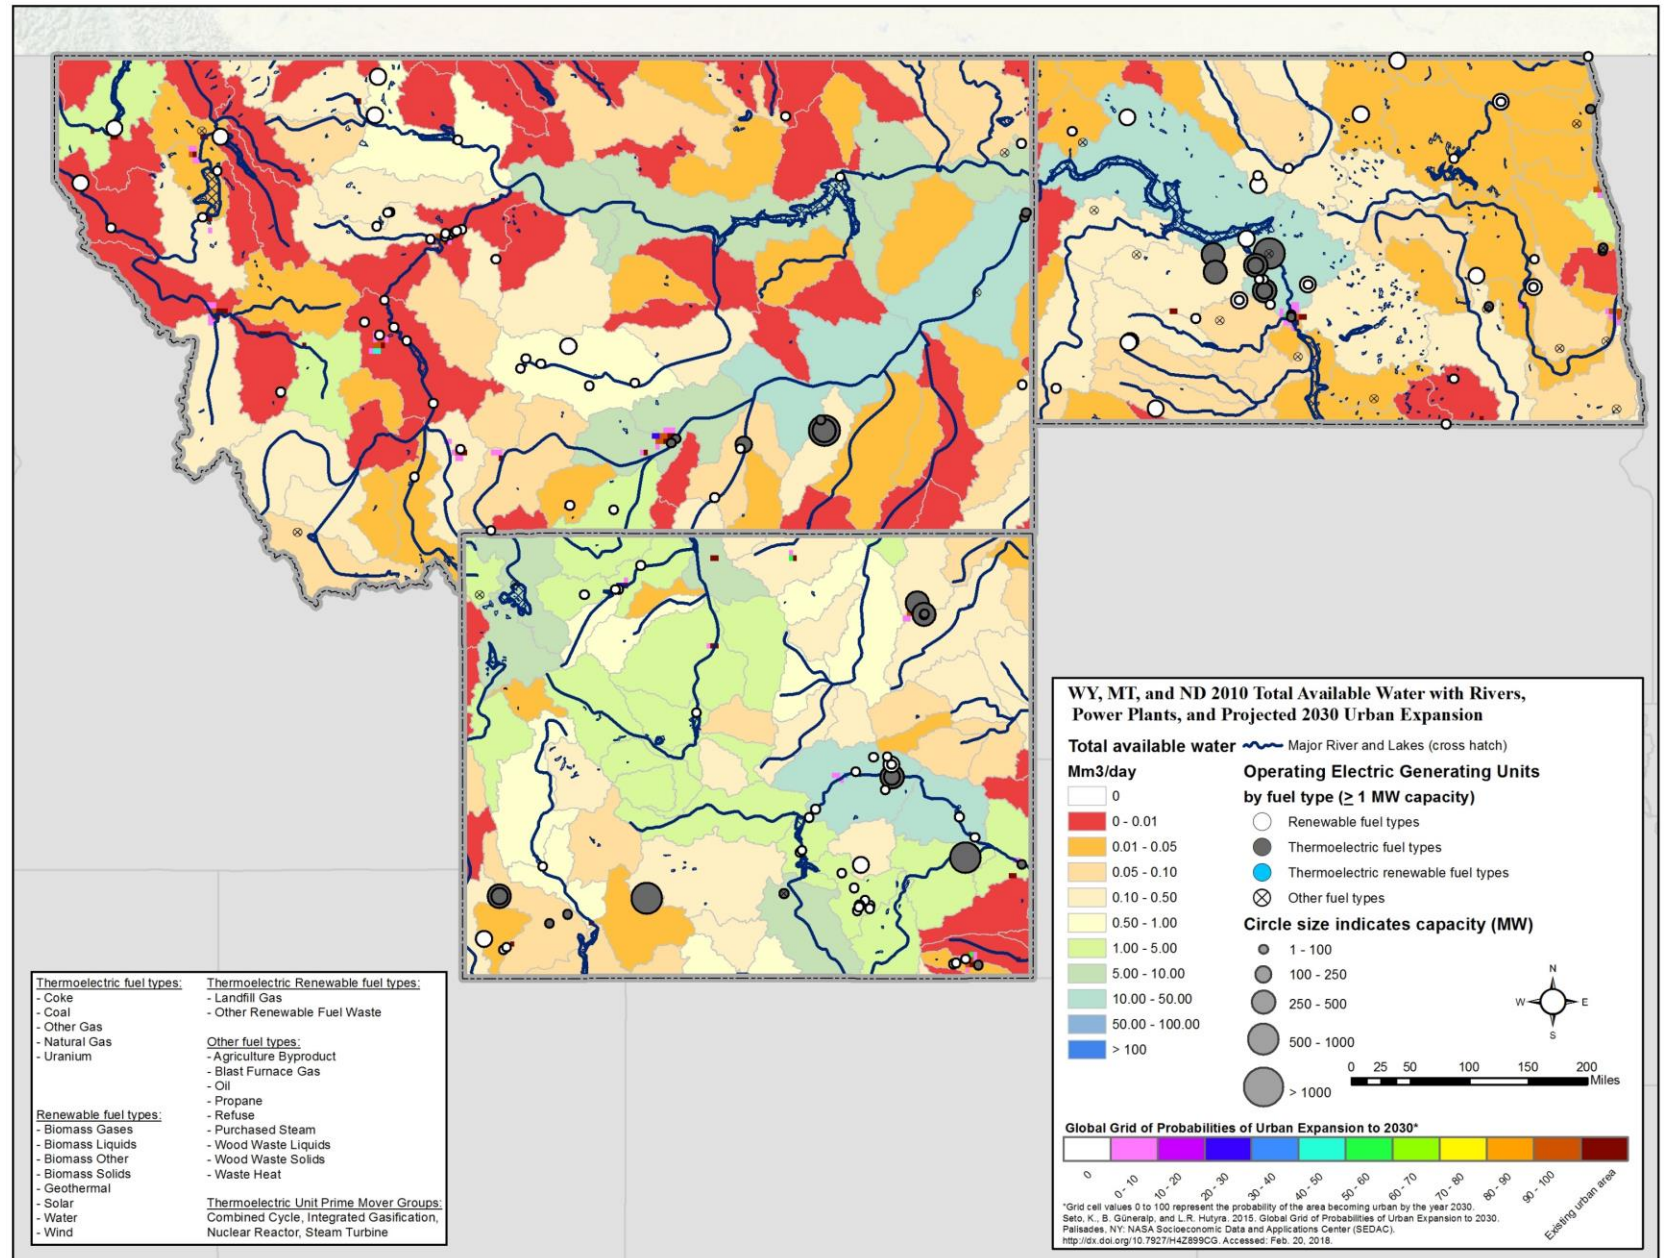 WY, MT, and ND 2010 Total Available Water with Rivers,
Power Plants, and Projected 2030 Urban Expansion
Total available water
Mm3/day
0
0 - 0.01
0.01 - 0.05
0.05 - 0.10
0.10 - 0.50
0.50 - 1.00
1.00 - 5.00
5.00 - 10.00
10.00 - 50.00
50.00 - 100.00
> 100
Major River and Lakes (cross hatch)
Operating Electric Generating Units
by fuel type (≥ 1 MW capacity)
Renewable fuel types
Thermoelectric fuel types
Thermoelectric renewable fuel types
Other fuel types
Circle size indicates capacity (MW)
1 - 100
100 - 250
250 - 500
500 - 1000
> 1000
N
W
E
S
0 25 50 100 150 200
Miles
Global Grid of Probabilities of Urban Expansion to 2030*
0
0 - 10
10 - 20
20 - 30
30 - 40
40 - 50
50 - 60
60 - 70
70 - 80
80 - 90
90 - 100
Existing urban area
*Grid cell values 0 to 100 represent the probability of the area becoming urban by the year 2030.
Seto, K., B. Güneralp, and L.R. Hutyra. 2015. Global Grid of Probabilities of Urban Expansion to 2030.
Palisades, NY: NASA Socioeconomic Data and Applications Center (SEDAC).
http://dx.doi.org/10.7927/H4Z899CG. Accessed: Feb. 20, 2018.
Thermoelectric fuel types:
- Coke
- Coal
- Other Gas
- Natural Gas
- Uranium
Renewable fuel types:
- Biomass Gases
- Biomass Liquids
- Biomass Other
- Biomass Solids
- Geothermal
- Solar
- Water
- Wind
Thermoelectric Renewable fuel types:
- Landfill Gas
- Other Renewable Fuel Waste
Other fuel types:
- Agriculture Byproduct
- Blast Furnace Gas
- Oil
- Propane
- Refuse
- Purchased Steam
- Wood Waste Liquids
- Wood Waste Solids
- Waste Heat
Thermoelectric Unit Prime Mover Groups:
Combined Cycle, Integrated Gasification,
Nuclear Reactor, Steam Turbine